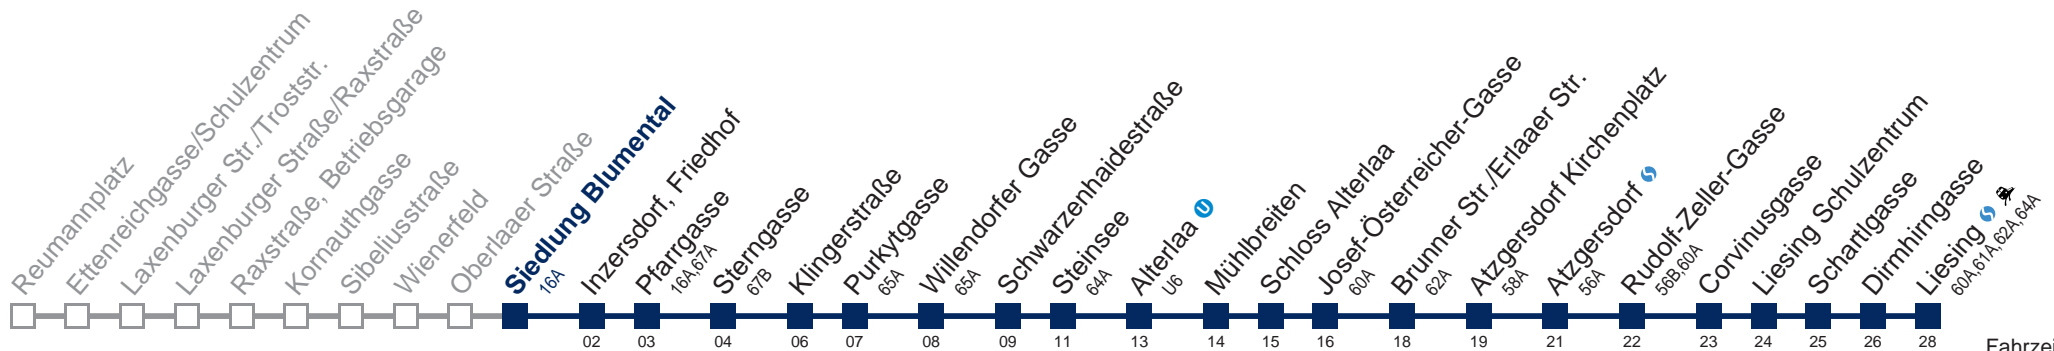 Reumannplatz
Ettenreichgasse/Schulzentrum
Laxenburger Str./Troststr.
Laxenburger Straße/Raxstraße
Raxstraße, Betriebsgarage
Kornauthgasse
Sibeliusstraße
Wienerfeld
Oberlaaer Straße
Siedlung Blumental
16A
Inzersdorf, Friedhof
Pfarrgasse
16A,67A
Sterngasse
67B
Klingerstraße
Purkytgasse
65A
Willendorfer Gasse
65A
Schwarzenhaidestraße
Steinsee
64A
Alterlaa U
U6
Mühlbreiten
Schloss Alterlaa
Josef-Österreicher-Gasse
60A
Brunner Str./Erlaaer Str.
62A
Atzgersdorf Kirchenplatz
58A
Atzgersdorf S
56A
Rudolf-Zeller-Gasse
56B,60A
Corvinusgasse
Liesing Schulzentrum
Schartlgasse
Dirmhirngasse
Liesing S
60A,61A,62A,64A
02 03 04 06 07 08 09 11 13 14 15 16 18 19 21 22 23 24 25 26 28
Fahrzei